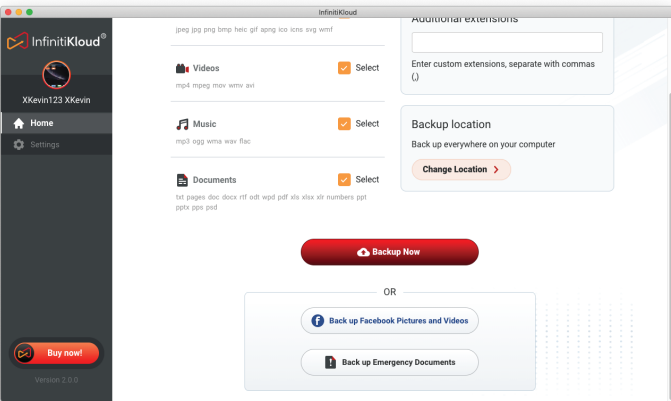 InfinitiKloud
InfinitiKloud®
XKevin123 XKevin
Home
Settings
Buy now!
Version 2.0.0
jpeg jpg png bmp heic gif apng ico icns svg wmf
Videos
Select
mp4 mpeg mov wmv avi
Music
Select
mp3 ogg wma wav flac
Documents
Select
txt pages doc docx rtf odt wpd pdf xls xlsx xlr numbers ppt
pptx pps psd
Additional extensions
Enter custom extensions, separate with commas
(,)
Backup location
Back up everywhere on your computer
Change Location
Backup Now
OR
Back up Facebook Pictures and Videos
Back up Emergency Documents